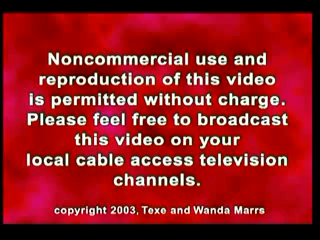 Noncommercial use and
reproduction of this video
is permitted without charge.
Please feel free to broadcast
this video on your
local cable access television
channels.
copyright 2003, Texe and Wanda Marrs